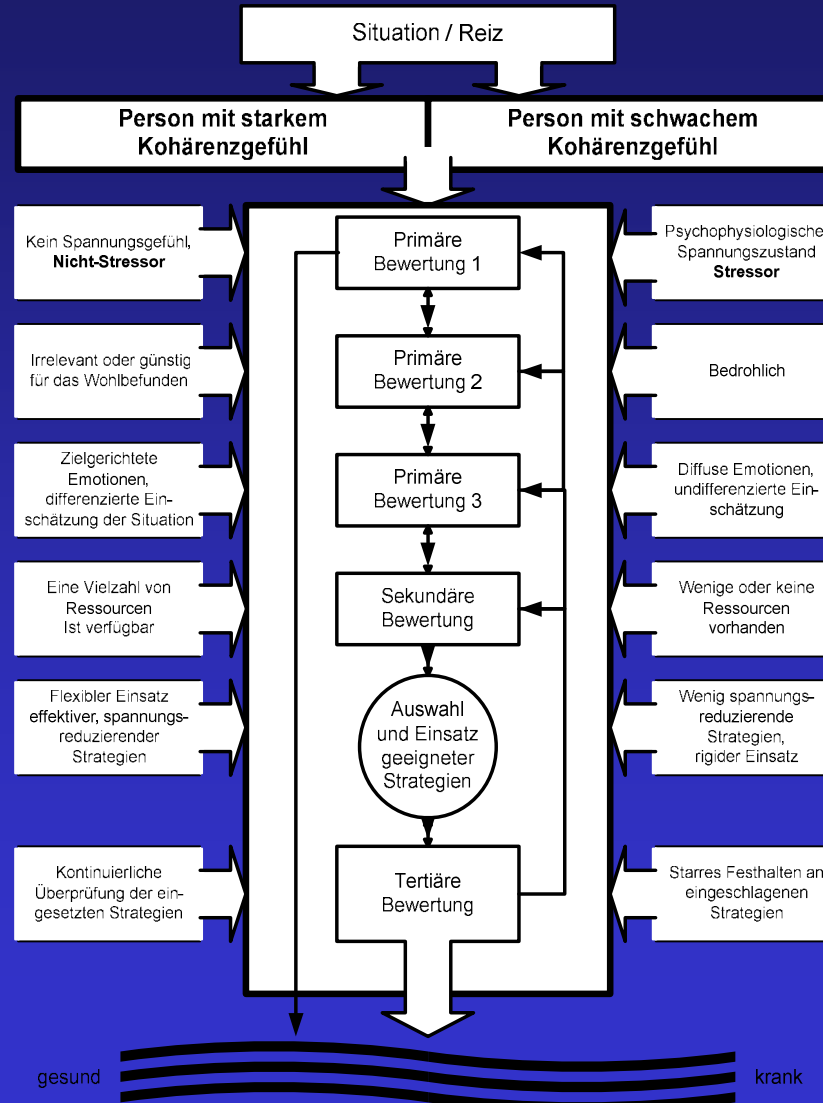 Situation / Reiz
Person mit starkem
Kohärenzgefühl
Person mit schwachem
Kohärenzgefühl
Kein Spannungsgefühl,
Nicht-Stressor
Primäre
Bewertung 1
Psychophysiologische
Spannungszustand
Stressor
Irrelevant oder günstig
für das Wohlbefunden
Primäre
Bewertung 2
Bedrohlich
Zielgerichtete
Emotionen,
differenzierte Ein-
schätzung der Situation
Primäre
Bewertung 3
Diffuse Emotionen,
undifferenzierte Ein-
schätzung
Eine Vielzahl von
Ressourcen
Ist verfügbar
Sekundäre
Bewertung
Wenige oder keine
Ressourcen
vorhanden
Flexibler Einsatz
effektiver, spannungs-
reduzierender
Strategien
Auswahl
und Einsatz
geeigneter
Strategien
Wenig spannungs-
reduzierende
Strategien,
rigider Einsatz
Kontinuierliche
Überprüfung der ein-
gesetzten Strategien
Tertiäre
Bewertung
Starres Festhalten an
eingeschlagenen
Strategien
gesund
krank